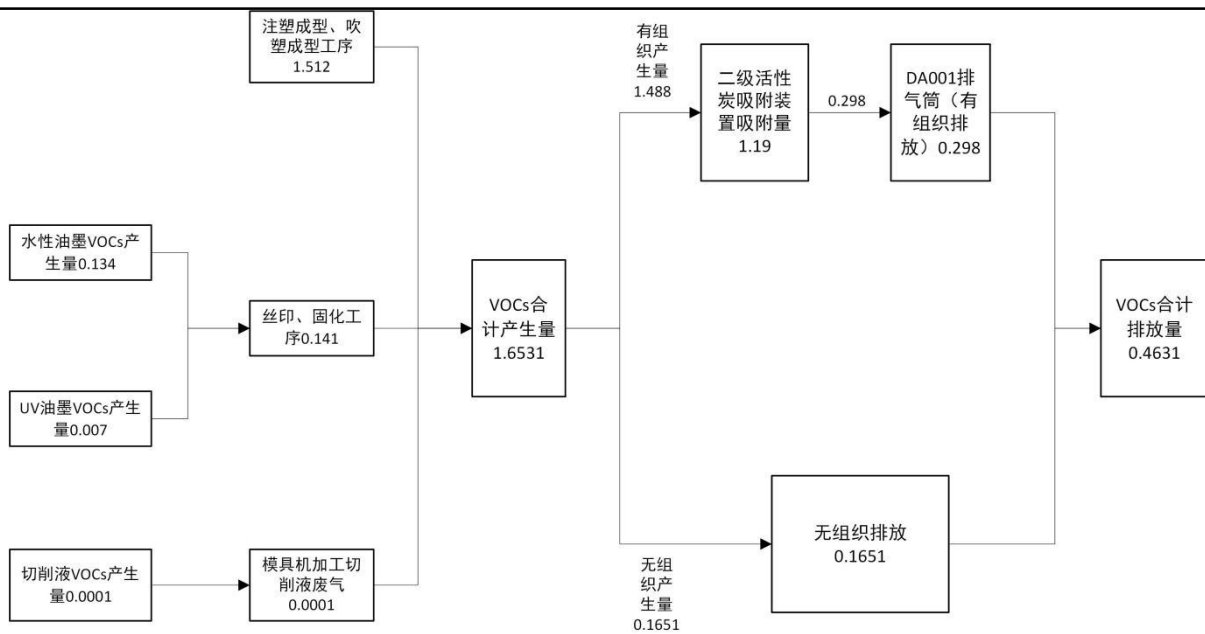 注塑成型、吹
塑成型工序
1.512
水性油墨VOCs产
生量0.134
UV油墨VOCs产生
量0.007
切削液VOCs产生
量0.0001
丝印、固化工
序0.141
模具机加工切
削液废气
0.0001
VOCs合
计产生量
1.6531
有组
织产
生量
1.488
二级活性
炭吸附装
置吸附量
1.19
0.298
DA001排
气筒（有
组织排
放）0.298
无组
织产
生量
0.1651
无组织排放
0.1651
VOCs合计
排放量
0.4631